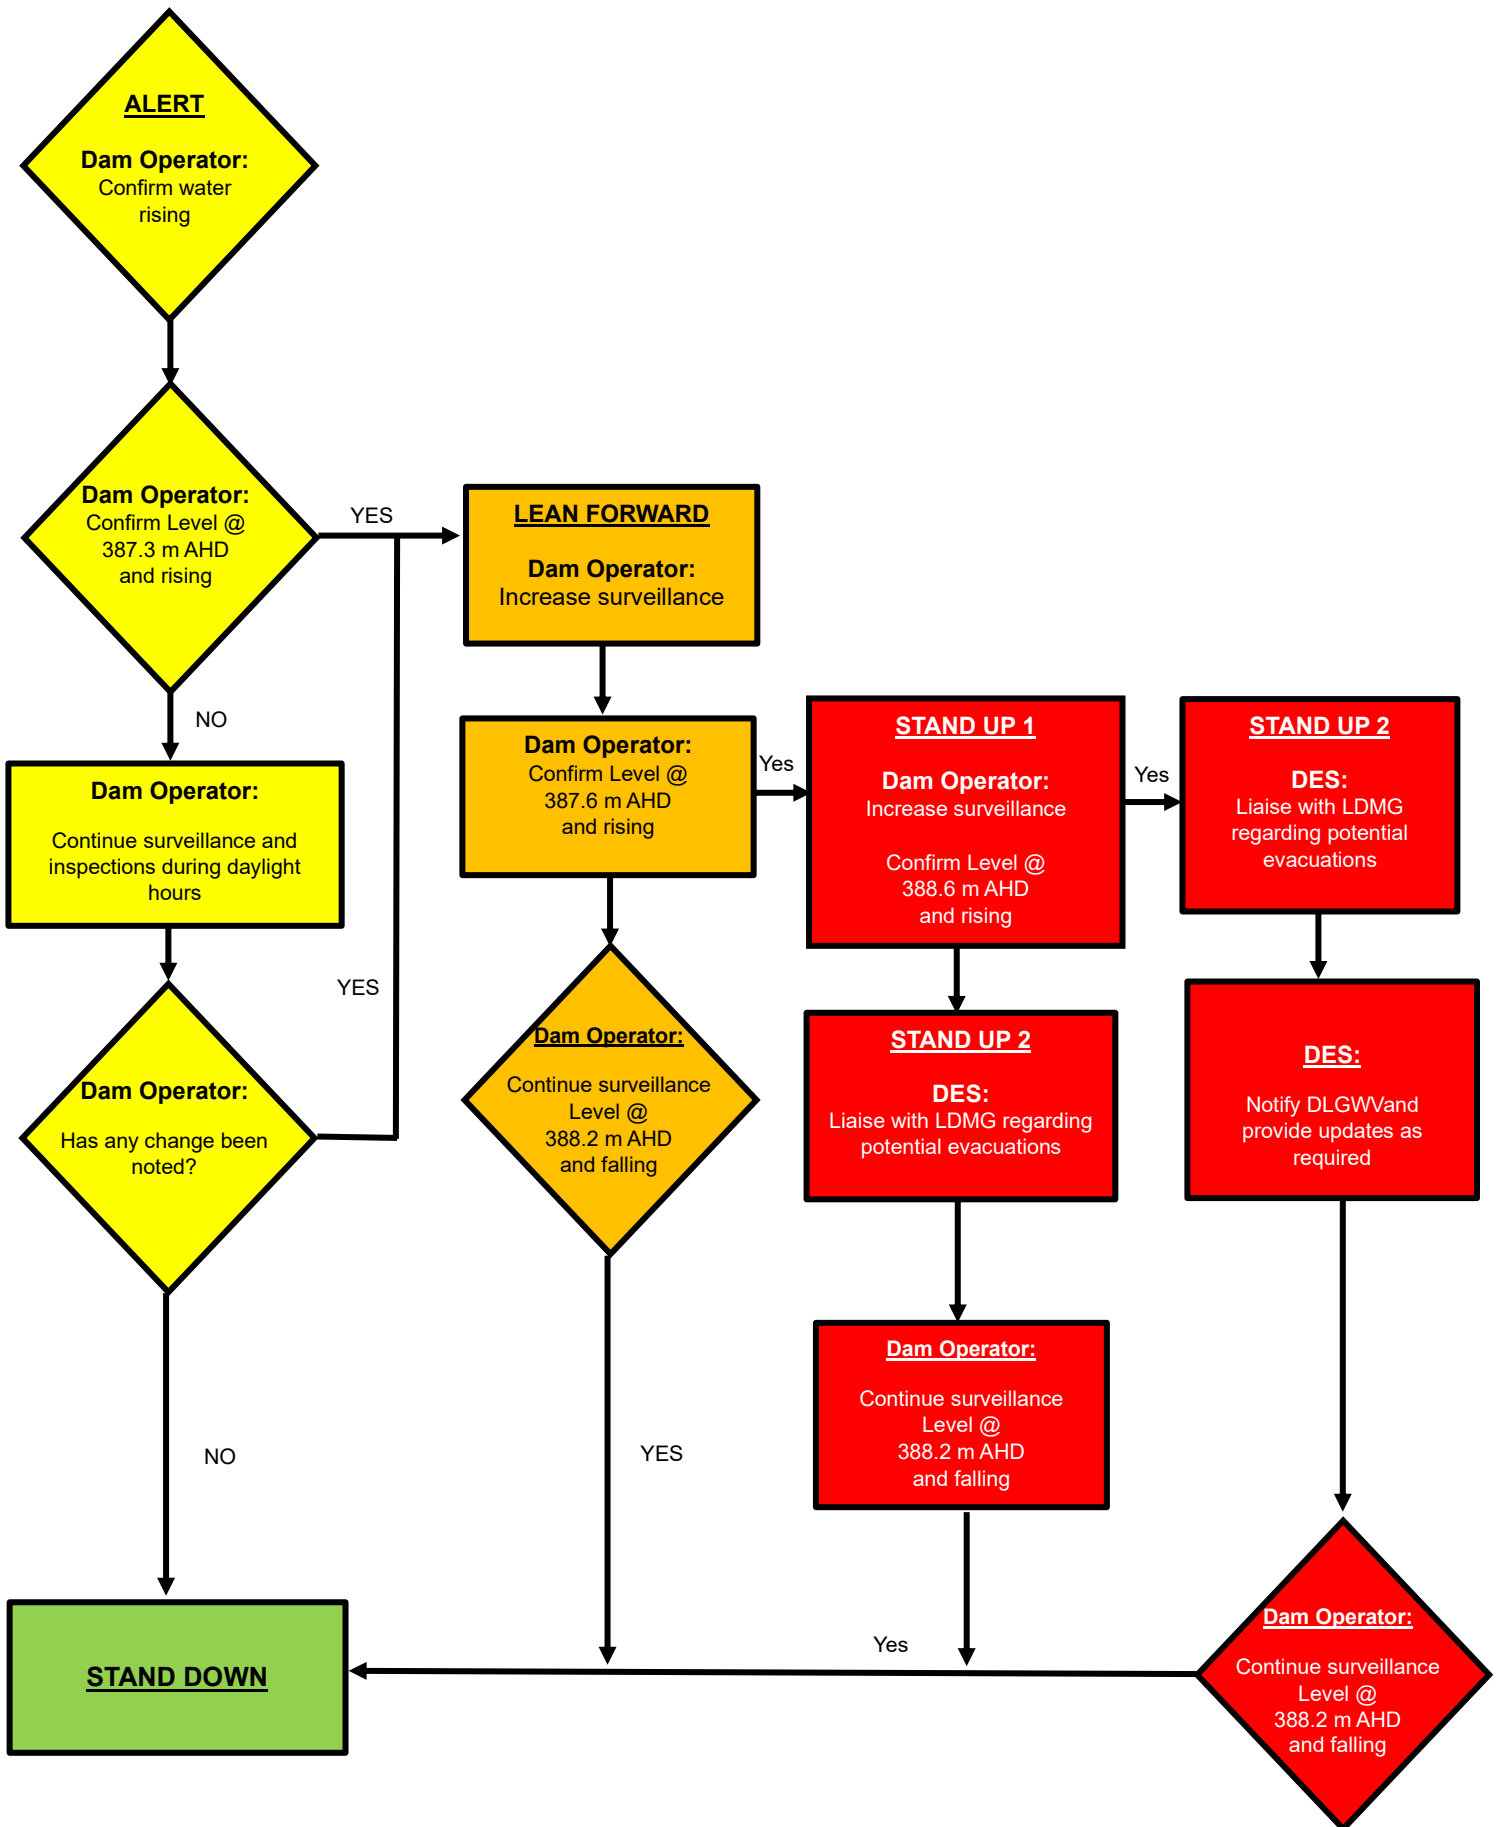 ALERT
Dam Operator:
Confirm water
rising
Dam Operator:
Confirm Level @
387.3 m AHD
and rising
YES
NO
Dam Operator:
Continue surveillance and
inspections during daylight
hours
YES
Dam Operator:
Has any change been
noted?
NO
STAND DOWN
LEAN FORWARD
Dam Operator:
Increase surveillance
Dam Operator:
Confirm Level @
387.6 m AHD
and rising
Yes
Dam Operator:
Continue surveillance
Level @
388.2 m AHD
and falling
YES
STAND UP 1
Dam Operator:
Increase surveillance
Confirm Level @
388.6 m AHD
and rising
Yes
STAND UP 2
DES:
Liaise with LDMG regarding
potential evacuations
Dam Operator:
Continue surveillance
Level @
388.2 m AHD
and falling
Yes
STAND UP 2
DES:
Liaise with LDMG
regarding potential
evacuations
DES:
Notify DLGWVand
provide updates as
required
Dam Operator:
Continue surveillance
Level @
388.2 m AHD
and falling